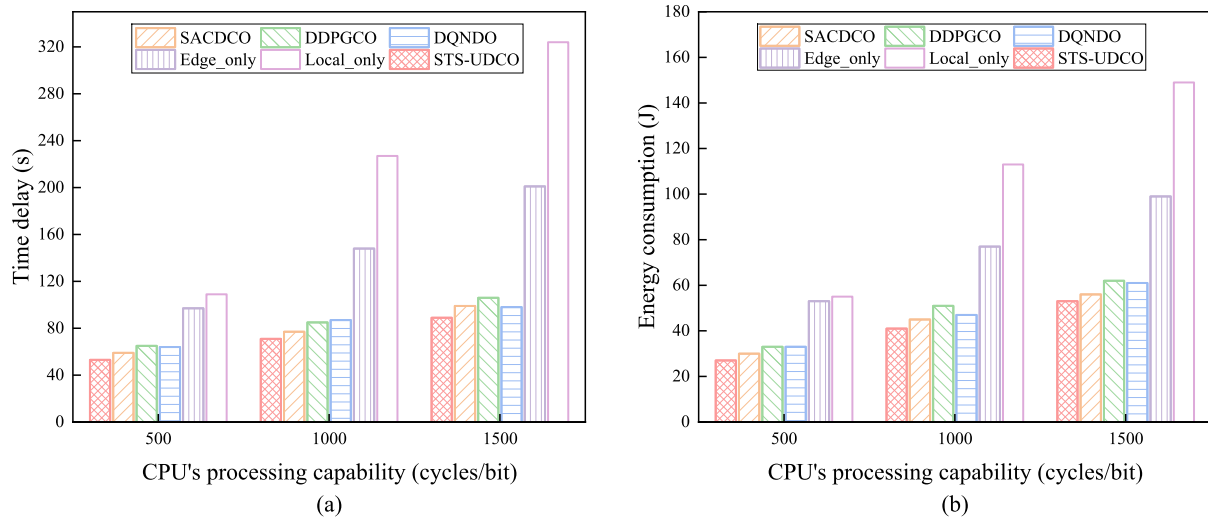 SACDCO DDPGCO DQNDO
Edge_only Local_only STS-UDCO
Time delay (s)
320
280
240
200
160
120
80
40
0
500 1000 1500
CPU's processing capability (cycles/bit)
(a)
SACDCO DDPGCO DQNDO
Edge_only Local_only STS-UDCO
Energy consumption (J)
180
160
140
120
100
80
60
40
20
0
500 1000 1500
CPU's processing capability (cycles/bit)
(b)